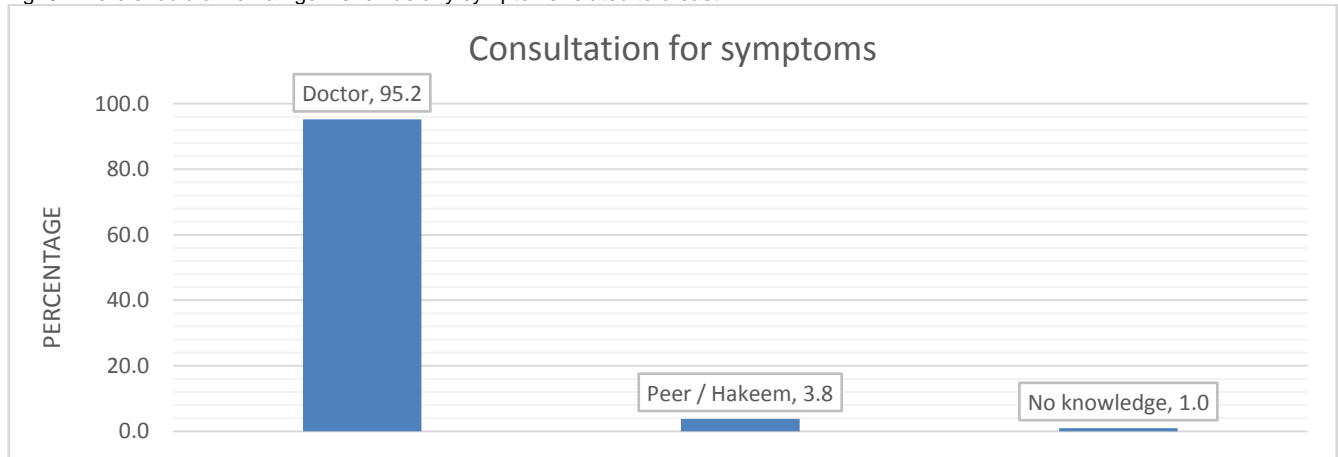 Consultation for symptoms
Doctor, 95.2
100.0
80.0
60.0
40.0
20.0
0.0
PERCENTAGE
Peer / Hakeem, 3.8
No knowledge, 1.0